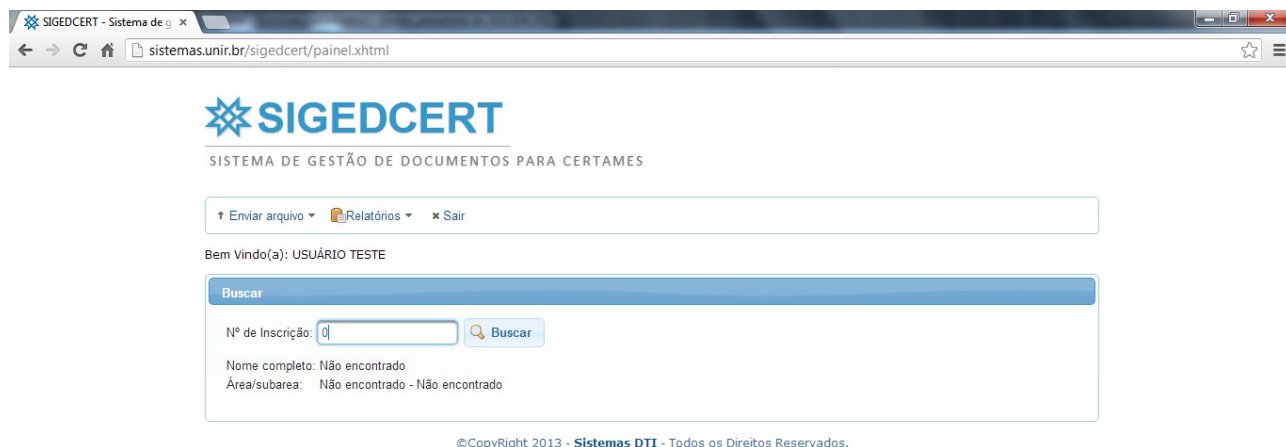 SIGEDCERT - Sistema de g
sistemas.unir.br/sigedcert/painel.xhtml
SIGEDCERT
SISTEMA DE GESTÃO DE DOCUMENTOS PARA CERTAMES
Enviar arquivo Relatórios Sair
Bem Vindo(a): USUÁRIO TESTE
Buscar
Nº de Inscrição: 0 Buscar
Nome completo: Não encontrado
Área/subarea: Não encontrado - Não encontrado
©CopyRight 2013 - Sistemas DTI - Todos os Direitos Reservados.